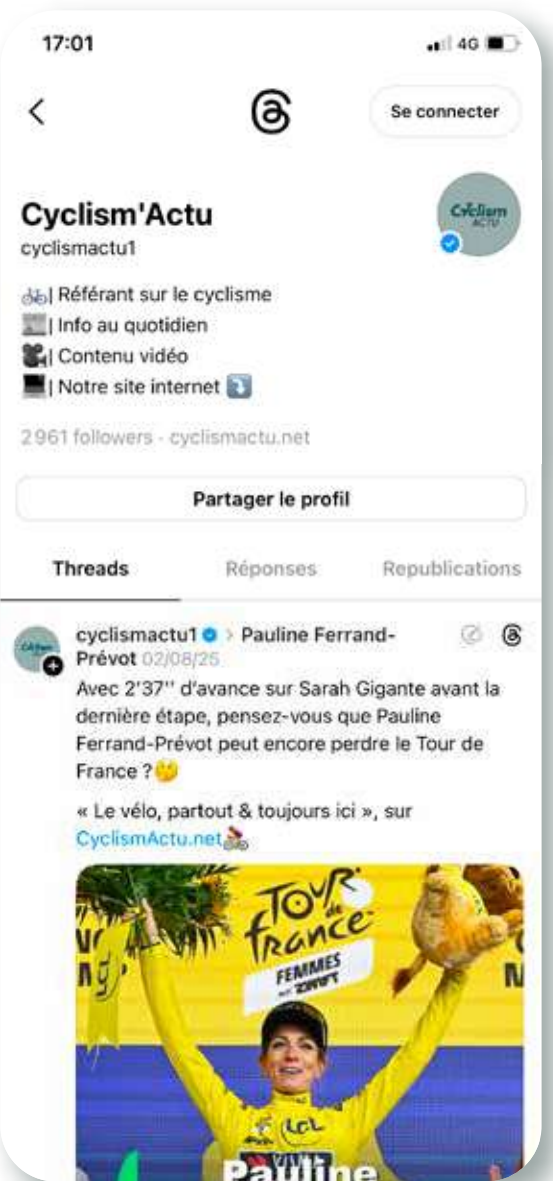 17:01
4G
Se connecter
Cyclism'Actu
cyclismactu1
Cyclism
ACTU
| Référant sur le cyclisme
| Info au quotidien
| Contenu vidéo
| Notre site internet
2 961 followers · cyclismactu.net
Partager le profil
Threads
Réponses
Republications
cyclismactu1 > Pauline Ferrand-
Prévot 02/08/25
Avec 2'37'' d'avance sur Sarah Gigante avant la
dernière étape, pensez-vous que Pauline
Ferrand-Prévot peut encore perdre le Tour de
France ?🤔
« Le vélo, partout & toujours ici », sur
CyclismActu.net
TOUR
de
france
FEMMES
ZWIFT
LCL
LCL
Pauline